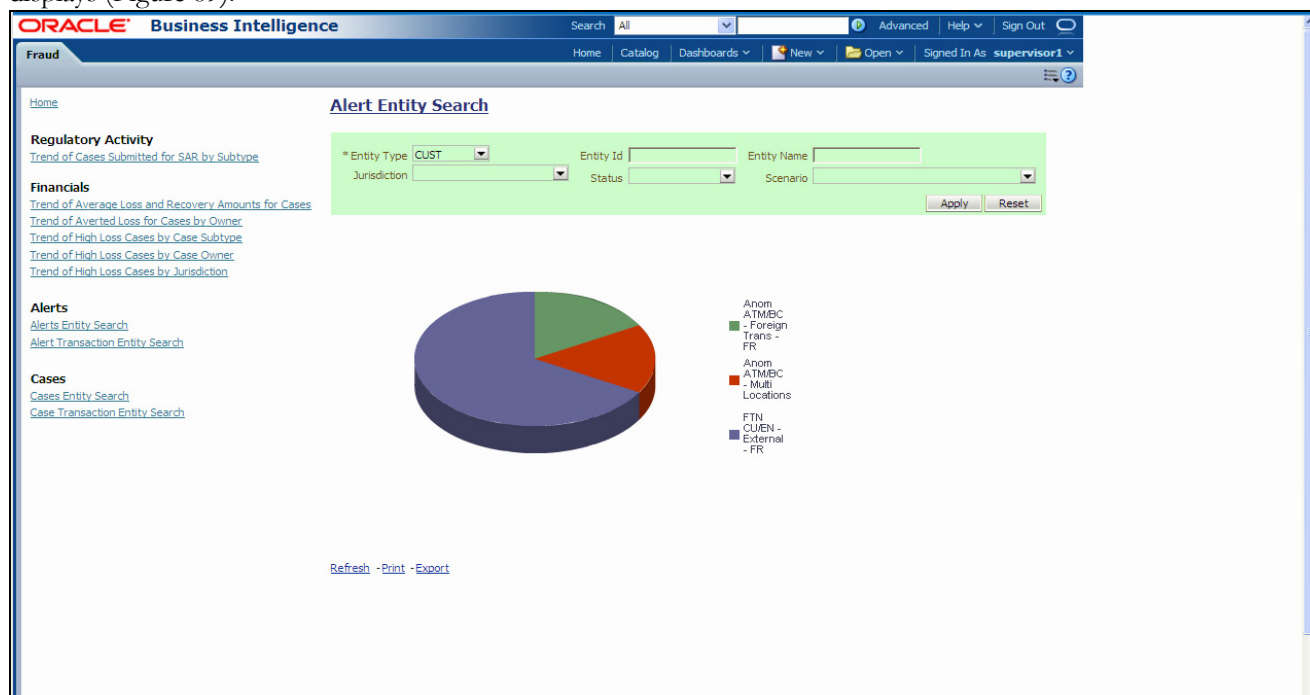 displays (Figure 89).
ORACLE Business Intelligence
Search All Advanced Help Sign Out
Fraud
Home Catalog Dashboards New Open Signed In As supervisor1
Home
Regulatory Activity
Trend of Cases Submitted for SAR by Subtype
Financials
Trend of Average Loss and Recovery Amounts for Cases
Trend of Averted Loss for Cases by Owner
Trend of High Loss Cases by Case Subtype
Trend of High Loss Cases by Case Owner
Trend of High Loss Cases by Jurisdiction
Alerts
Alerts Entity Search
Alert Transaction Entity Search
Cases
Cases Entity Search
Case Transaction Entity Search
Alert Entity Search
* Entity Type CUST Entity Id Entity Name
Jurisdiction Status Scenario
Apply Reset
Anom
ATM/BC
- Foreign
Trans -
FR
Anom
ATM/BC
- Multi
Locations
FTN
CU/EN -
External
- FR
Refresh - Print - Export